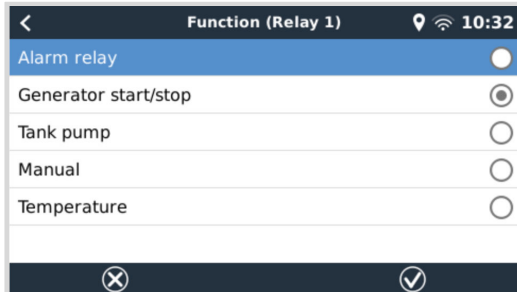 Function (Relay 1) 10:32
Alarm relay
Generator start/stop
Tank pump
Manual
Temperature